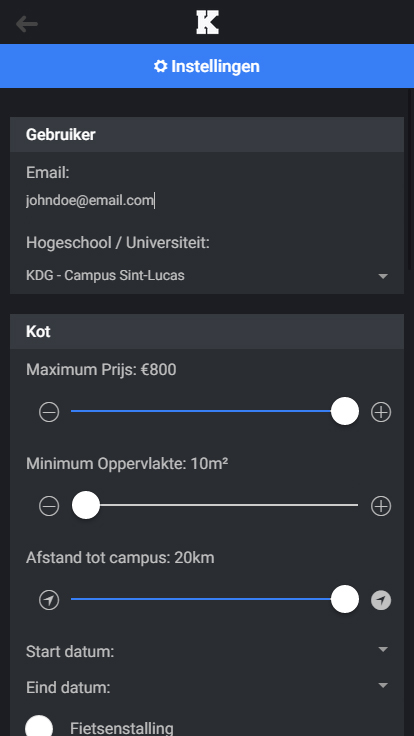 K
Instellingen
Gebruiker
Email:
johndoe@email.com
Hogeschool / Universiteit:
KDG - Campus Sint-Lucas
Kot
Maximum Prijs: €800
Minimum Oppervlakte: 10m²
Afstand tot campus: 20km
Start datum:
Eind datum:
Fietsenstalling